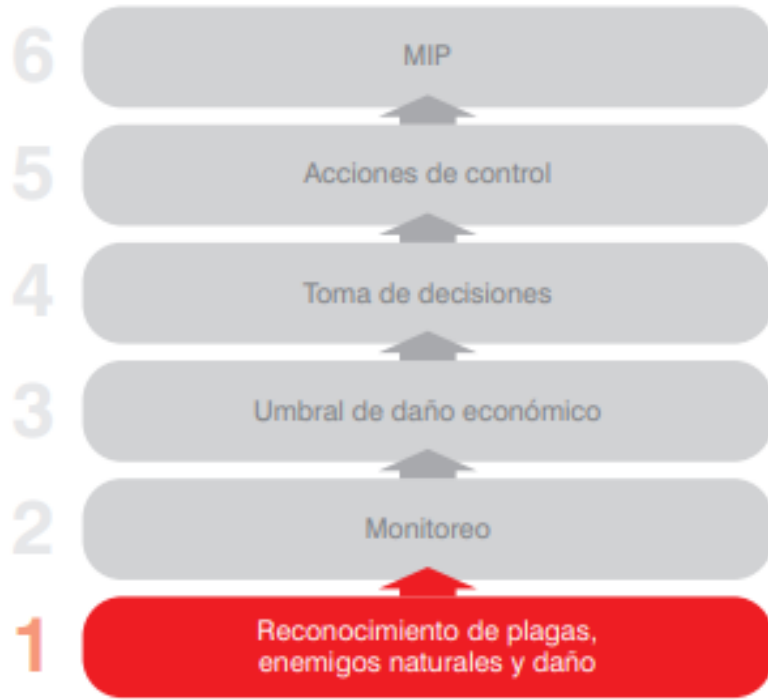 6 MIP
5 Acciones de control
4 Toma de decisiones
3 Umbral de daño económico
2 Monitoreo
1 Reconocimiento de plagas,
enemigos naturales y daño